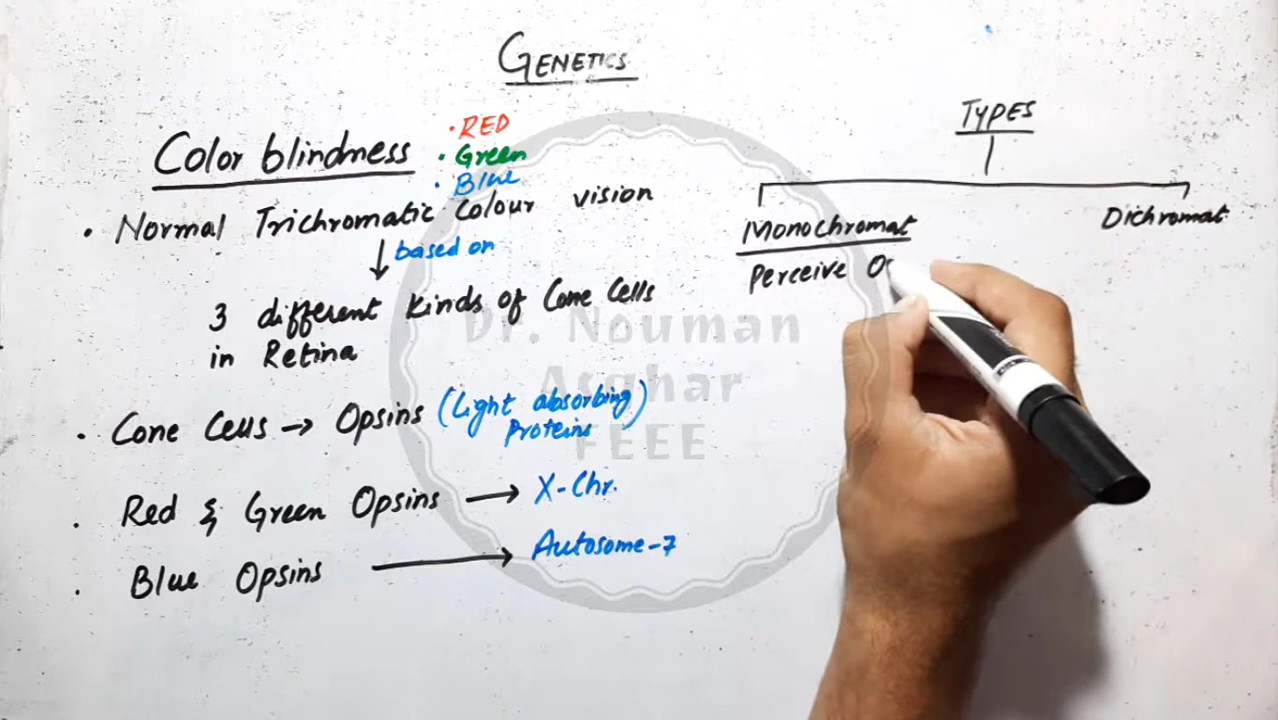 GENETICS
Color blindness
• RED
• Green
• Blue
• Normal Trichromatic Colour vision
based on
3 different kinds of Cone Cells
in Retina
• Cone Cells → Opsins (Light absorbing
Proteins)
• Red & Green Opsins → X-Chr.
• Blue Opsins → Autosome-7
TYPES
Monochromat
Perceive
Dichromat
Dr. Nouman
Asghar
FEEE